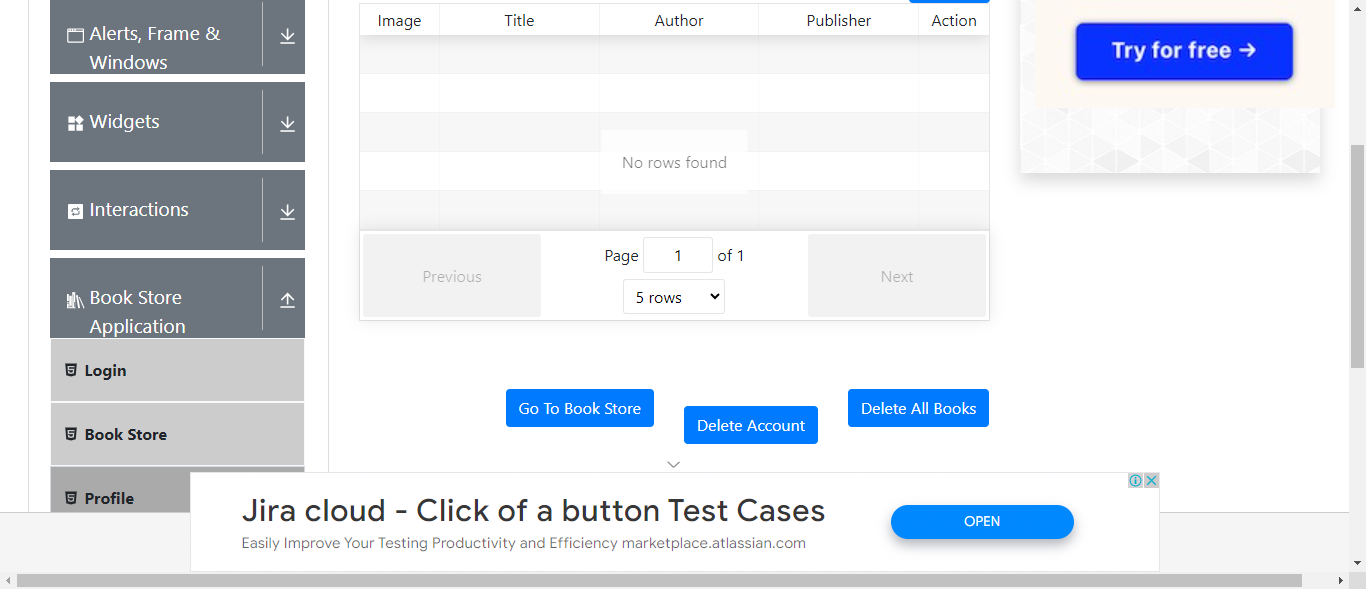 Alerts, Frame &
Windows
Widgets
Interactions
Book Store
Application
Login
Book Store
Profile
Image Title Author Publisher Action
No rows found
Previous
Page 1 of 1
5 rows
Next
Go To Book Store
Delete Account
Delete All Books
Try for free →
Jira cloud - Click of a button Test Cases
Easily Improve Your Testing Productivity and Efficiency marketplace.atlassian.com
OPEN